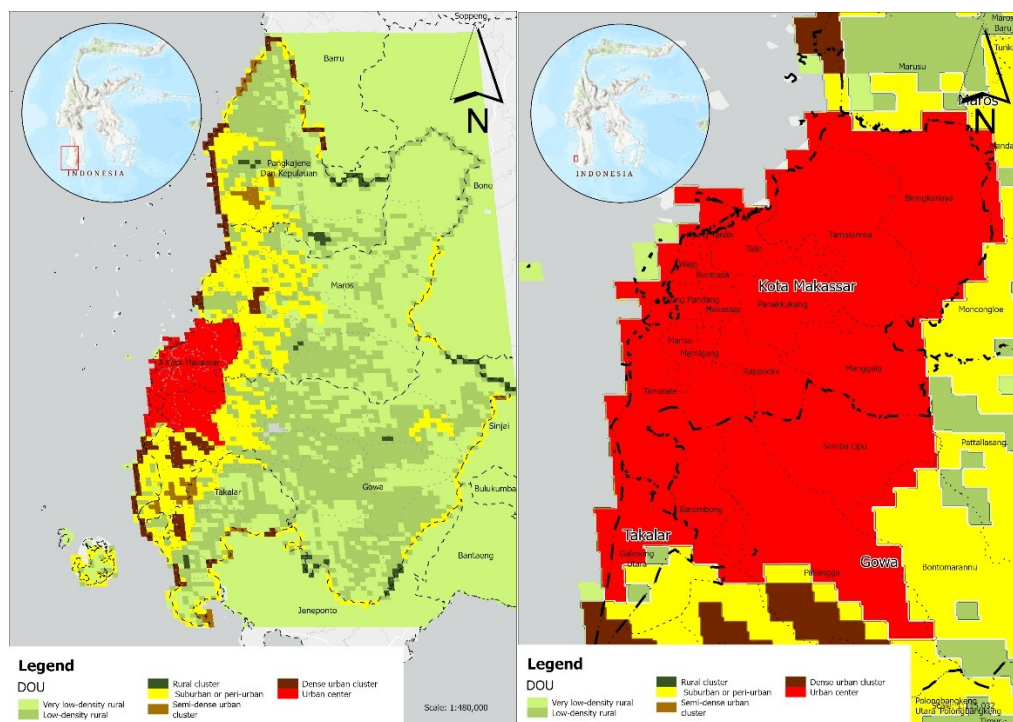 Soppeng
Barru
N
INDONESIA
Pangkajene
Dan Kepulauan
Bone
Maros
Kota Makassar
Sinjai
Gowa
Takalar
Bulukumba
Bantaeng
Jeneponto
Legend
DOU
Very low-density rural
Low-density rural
Rural cluster
Suburban or peri-urban
Semi-dense urban
cluster
Dense urban cluster
Urban center
Scale: 1:480,000
Maros
Baru
Marusu
N
Maros
INDONESIA
Biringkanaya
Tamalanrea
Tallo
Wajo
Bontoala
Kota Makassar
Panakkukang
Makassar
Moncongloe
Mariso
Mamajang
Rappocini
Manggala
Tamalate
Somba Opu
Pattallasang
Barombong
Takalar
Galesong
Utara
Pallangga
Gowa
Bontomarannu
Legend
DOU
Very low-density rural
Low-density rural
Rural cluster
Suburban or peri-urban
Semi-dense urban
cluster
Dense urban cluster
Urban center
Polongbangkeng
Utara Polongbangkeng